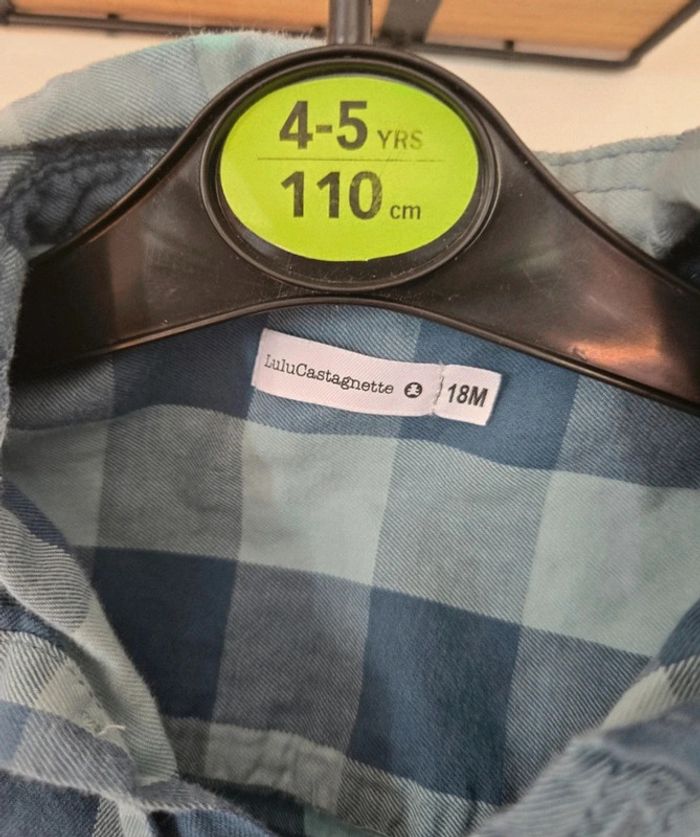 4-5 YRS
110 cm
LuluCastagnette 18M